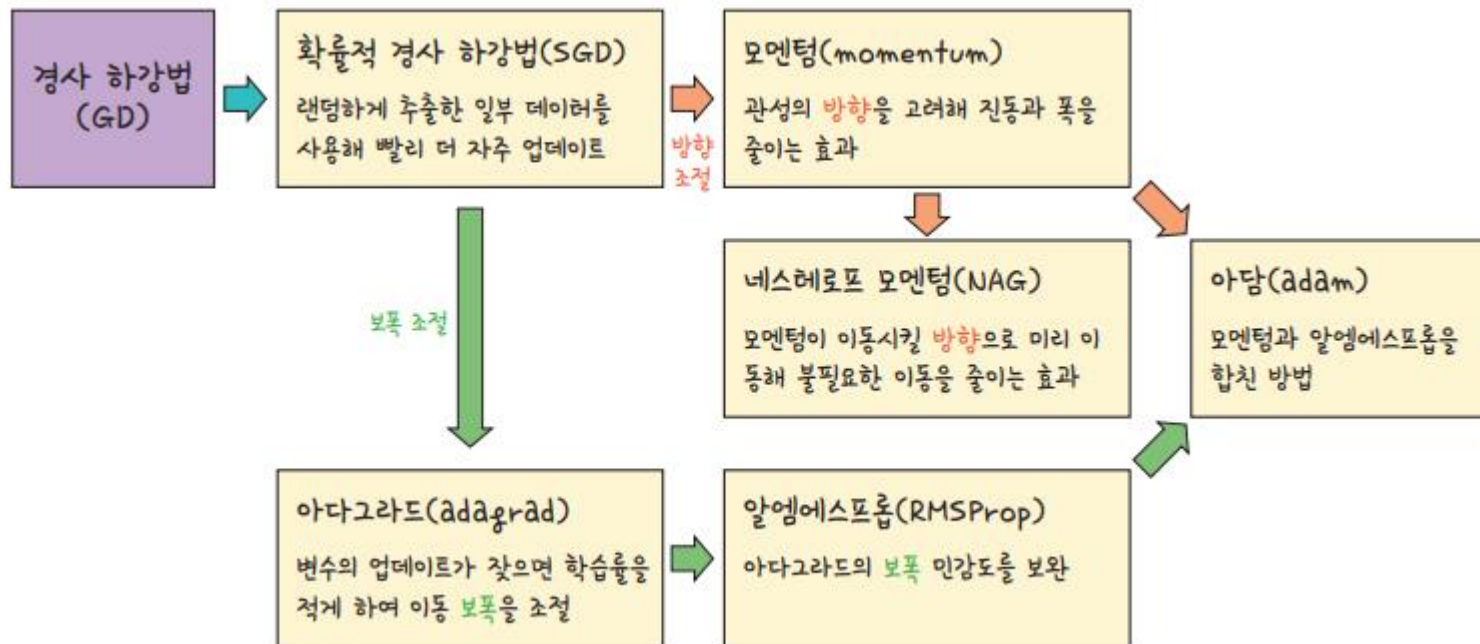 경사 하강법
(GD)
확률적 경사 하강법(SGD)
랜덤하게 추출한 일부 데이터를
사용해 빨리 더 자주 업데이트
방향
조절
모멘텀(momentum)
관성의 방향을 고려해 진동과 폭을
줄이는 효과
네스테로프 모멘텀(NAG)
모멘텀이 이동시킬 방향으로 미리 이
동해 불필요한 이동을 줄이는 효과
아담(adam)
모멘텀과 알엠에스프롭을
합친 방법
보폭 조절
아다그라드(adagrad)
변수의 업데이트가 잦으면 학습률을
적게 하여 이동 보폭을 조절
알엠에스프롭(RMSProp)
아다그라드의 보폭 민감도를 보완